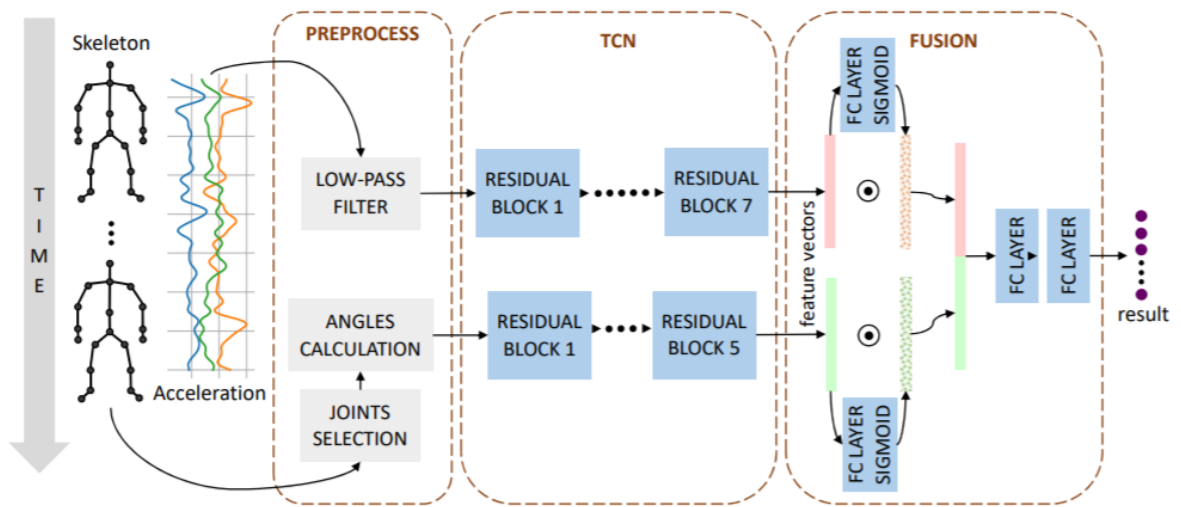 Skeleton
PREPROCESS
TCN
FUSION
T
I
M
E
Acceleration
LOW-PASS
FILTER
ANGLES
CALCULATION
JOINTS
SELECTION
RESIDUAL
BLOCK 1
RESIDUAL
BLOCK 7
RESIDUAL
BLOCK 1
RESIDUAL
BLOCK 5
feature vectors
FC LAYER
SIGMOID
FC LAYER
SIGMOID
FC LAYER
FC LAYER
result